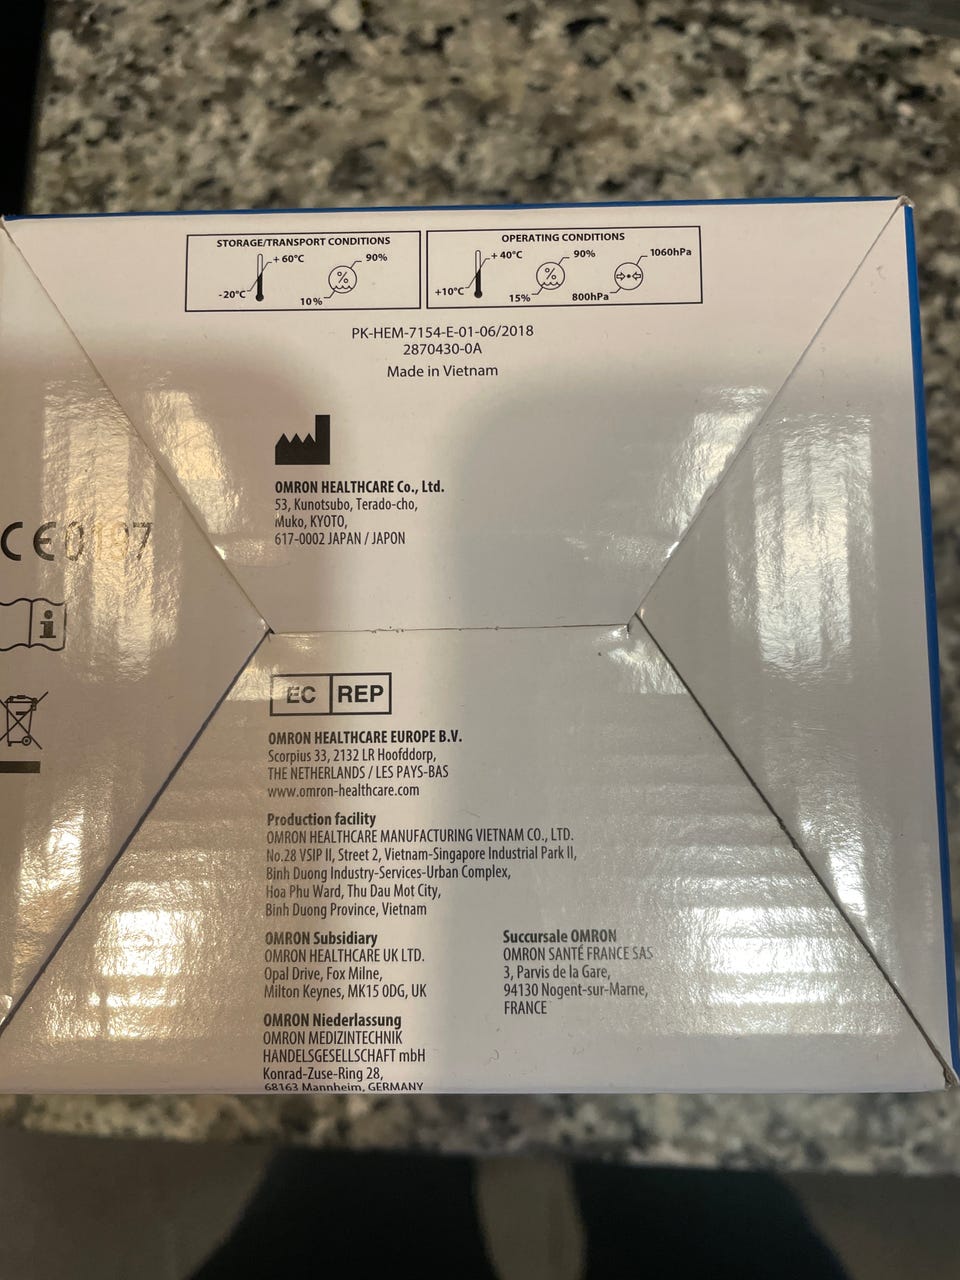 STORAGE/TRANSPORT CONDITIONS
+ 60°C
90%
-20°C
10%
OPERATING CONDITIONS
+ 40°C
90%
1060hPa
+10°C
15%
800hPa
PK-HEM-7154-E-01-06/2018
2870430-0A
Made in Vietnam
OMRON HEALTHCARE Co., Ltd.
53, Kunotsubo, Terado-cho,
Muko, KYOTO,
617-0002 JAPAN / JAPON
CE0197
i
EC REP
OMRON HEALTHCARE EUROPE B.V.
Scorpius 33, 2132 LR Hoofddorp,
THE NETHERLANDS / LES PAYS-BAS
www.omron-healthcare.com
Production facility
OMRON HEALTHCARE MANUFACTURING VIETNAM CO., LTD.
No.28 VSIP II, Street 2, Vietnam-Singapore Industrial Park II,
Binh Duong Industry-Services-Urban Complex,
Hoa Phu Ward, Thu Dau Mot City,
Binh Duong Province, Vietnam
OMRON Subsidiary
OMRON HEALTHCARE UK LTD.
Opal Drive, Fox Milne,
Milton Keynes, MK15 0DG, UK
Succursale OMRON
OMRON SANTÉ FRANCE SAS
3, Parvis de la Gare,
94130 Nogent-sur-Marne,
FRANCE
OMRON Niederlassung
OMRON MEDIZINTECHNIK
HANDELSGESELLSCHAFT mbH
Konrad-Zuse-Ring 28,
68163 Mannheim, GERMANY